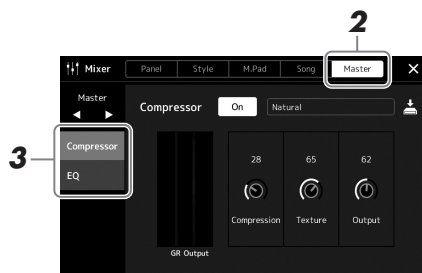 2
Mixer
Panel Style M.Pad Song Master
Master
Compressor On Natural
3
Compressor
EQ
28 65 62
Compression Texture Output
GR Output